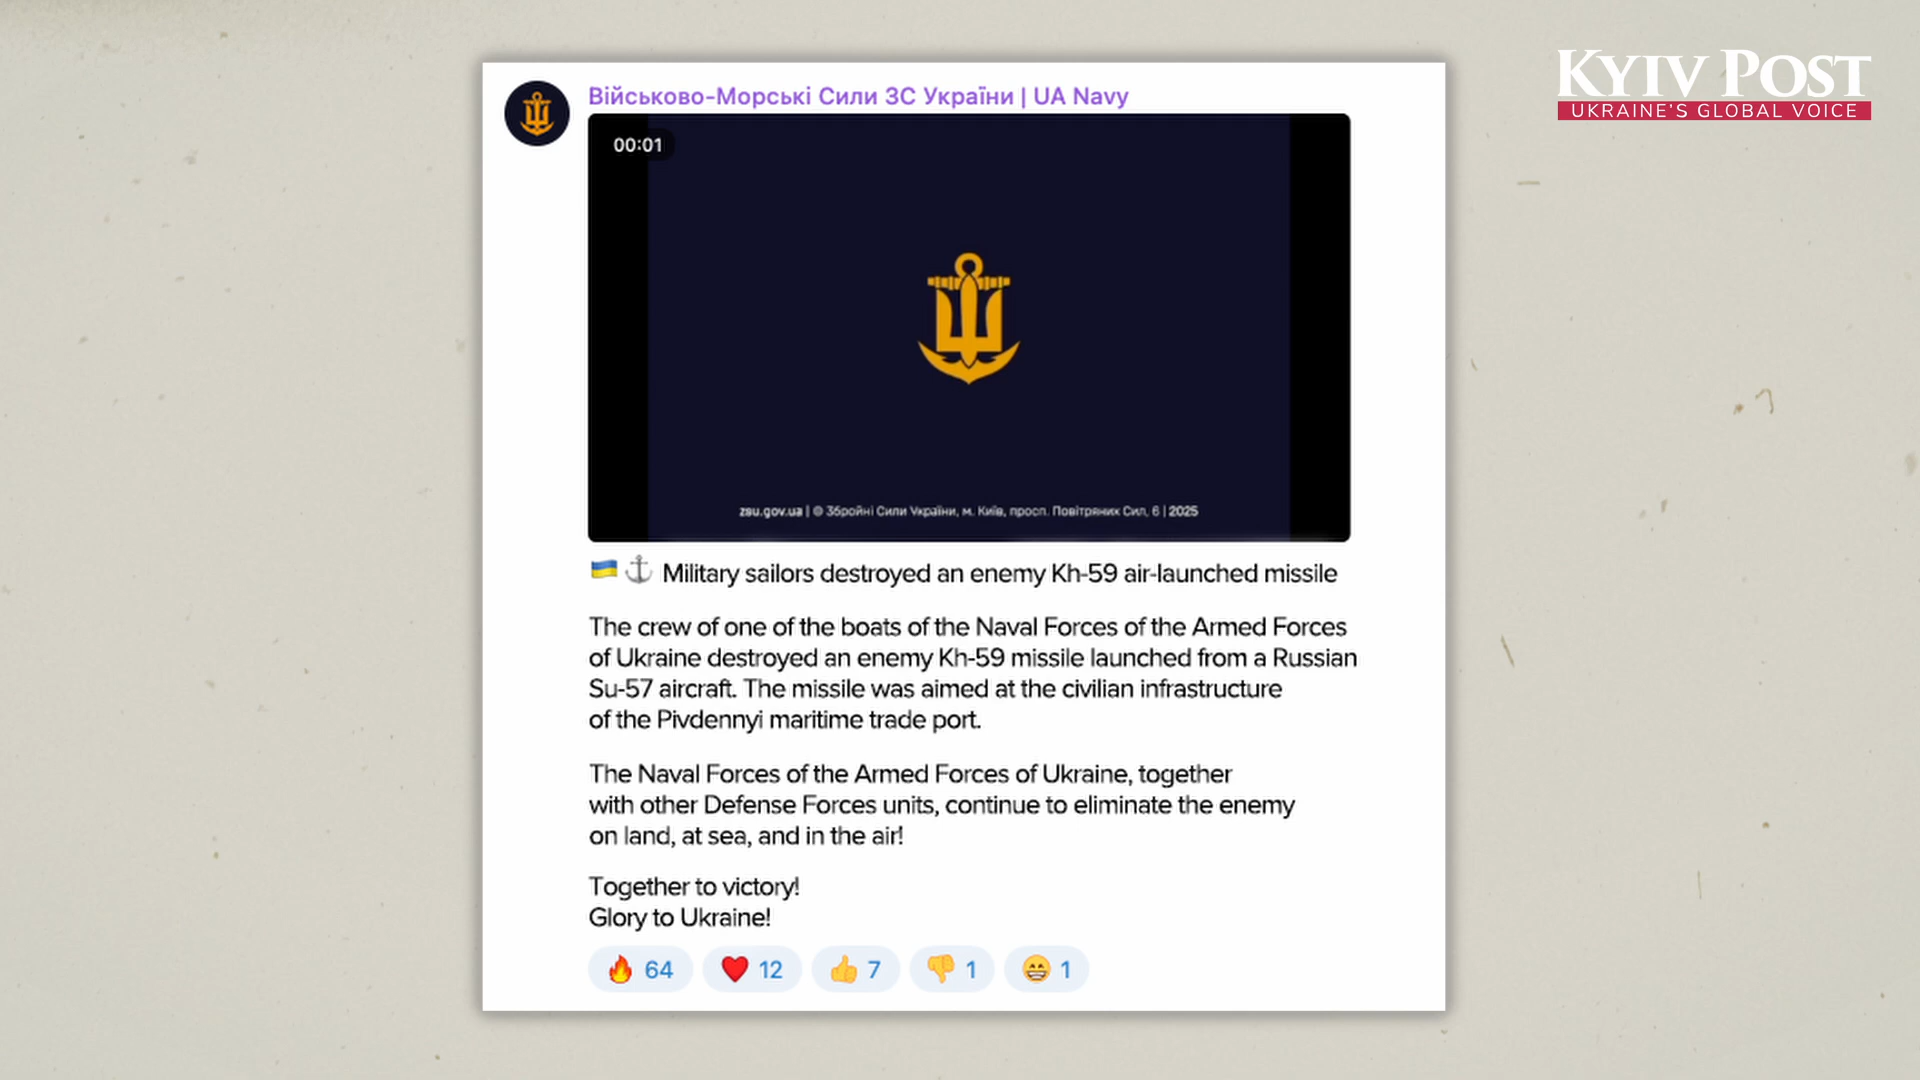 KYIV POST
UKRAINE'S GLOBAL VOICE
Військово-Морські Сили ЗС України | UA Navy
00:01
zsu.gov.ua | © Збройні Сили України, м. Київ, просп. Повітряних Сил, 6 | 2025
Military sailors destroyed an enemy Kh-59 air-launched missile
The crew of one of the boats of the Naval Forces of the Armed Forces
of Ukraine destroyed an enemy Kh-59 missile launched from a Russian
Su-57 aircraft. The missile was aimed at the civilian infrastructure
of the Pivdennyi maritime trade port.
The Naval Forces of the Armed Forces of Ukraine, together
with other Defense Forces units, continue to eliminate the enemy
on land, at sea, and in the air!
Together to victory!
Glory to Ukraine!
64 12 7 1 1